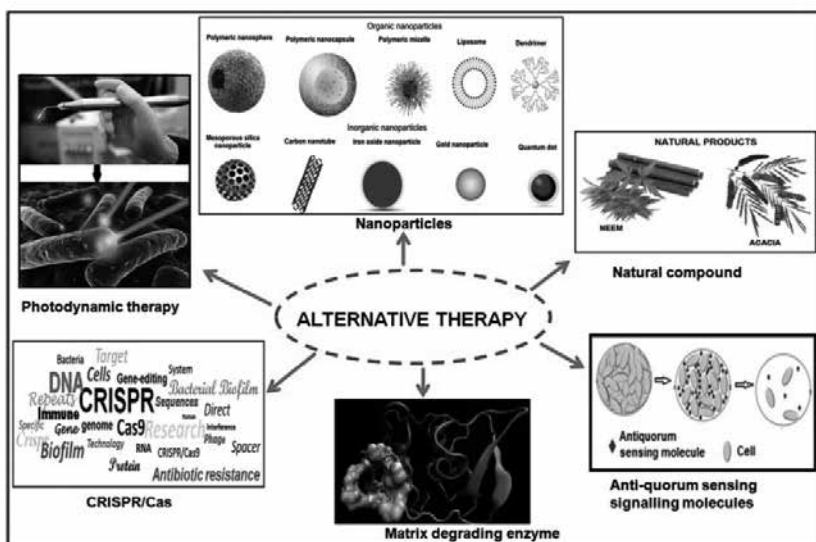 Organic nanoparticles
Polymeric nanosphere Polymeric nanocapsule Polymeric micelle Liposome Dendrimer
Inorganic nanoparticles
Mesoporous silica nanoparticle Carbon nanotube Iron oxide nanoparticle Gold nanoparticle Quantum dot
Nanoparticles
NATURAL PRODUCTS
NEEM
ACACIA
Natural compound
Photodynamic therapy
ALTERNATIVE THERAPY
Bacteria Target System
DNA Cells Gene-editing Bacterial Biofilm
Repeats CRISPR Sequences Direct
Immune
Specific Gene genome Cas9 Research Interference
Crispr Technology RNA CRISPR/Cas9 Phage Spacer
Biofilm Protein Antibiotic resistance
CRISPR/Cas
Matrix degrading enzyme
Antiquorum
sensing molecule
Cell
Anti-quorum sensing
signalling molecules